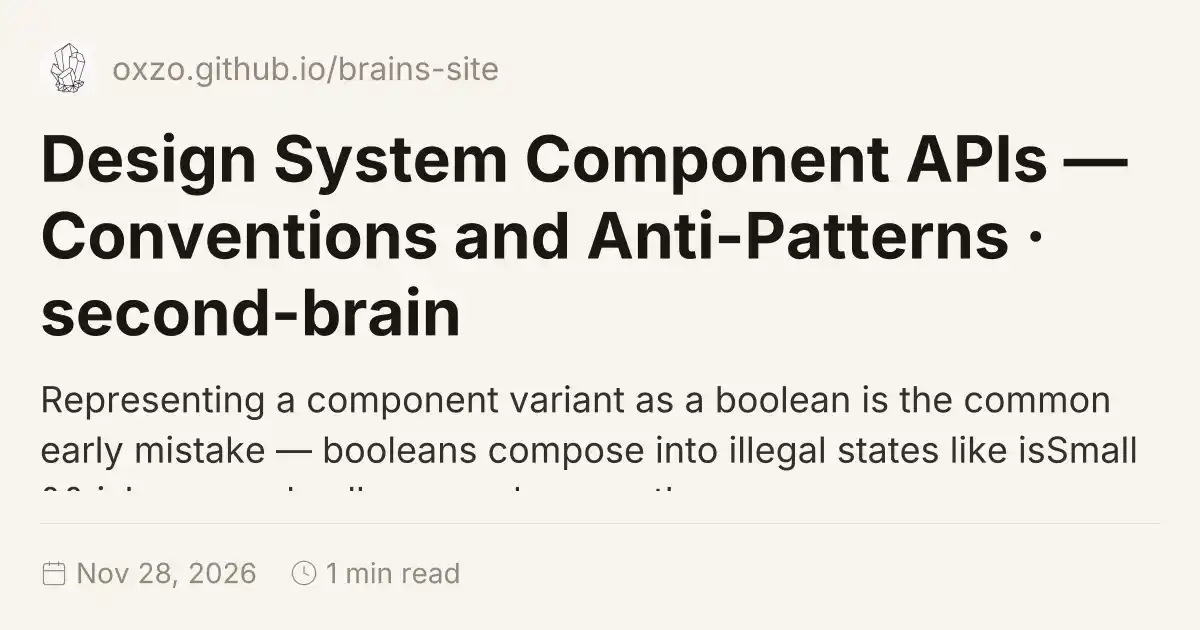 oxzo.github.io/brains-site
Design System Component APIs —
Conventions and Anti-Patterns ·
second-brain
Representing a component variant as a boolean is the common
early mistake — booleans compose into illegal states like isSmall
Nov 28, 2026
1 min read